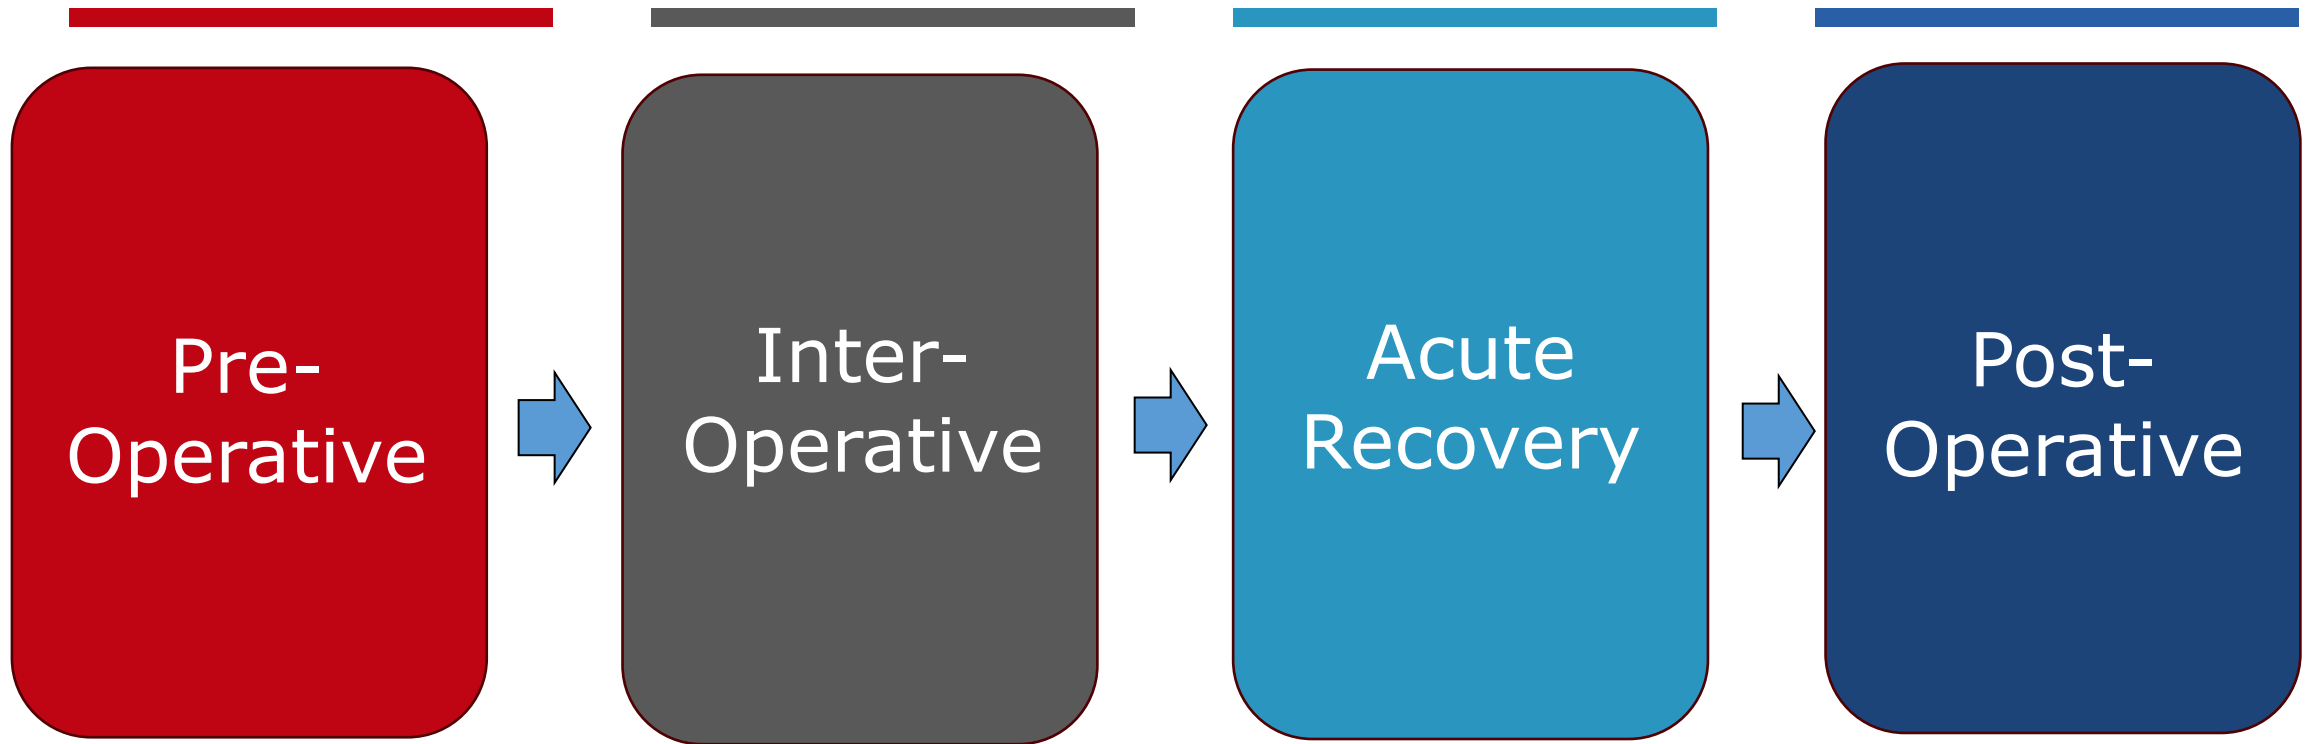 Pre-
Operative
Inter-
Operative
Acute
Recovery
Post-
Operative